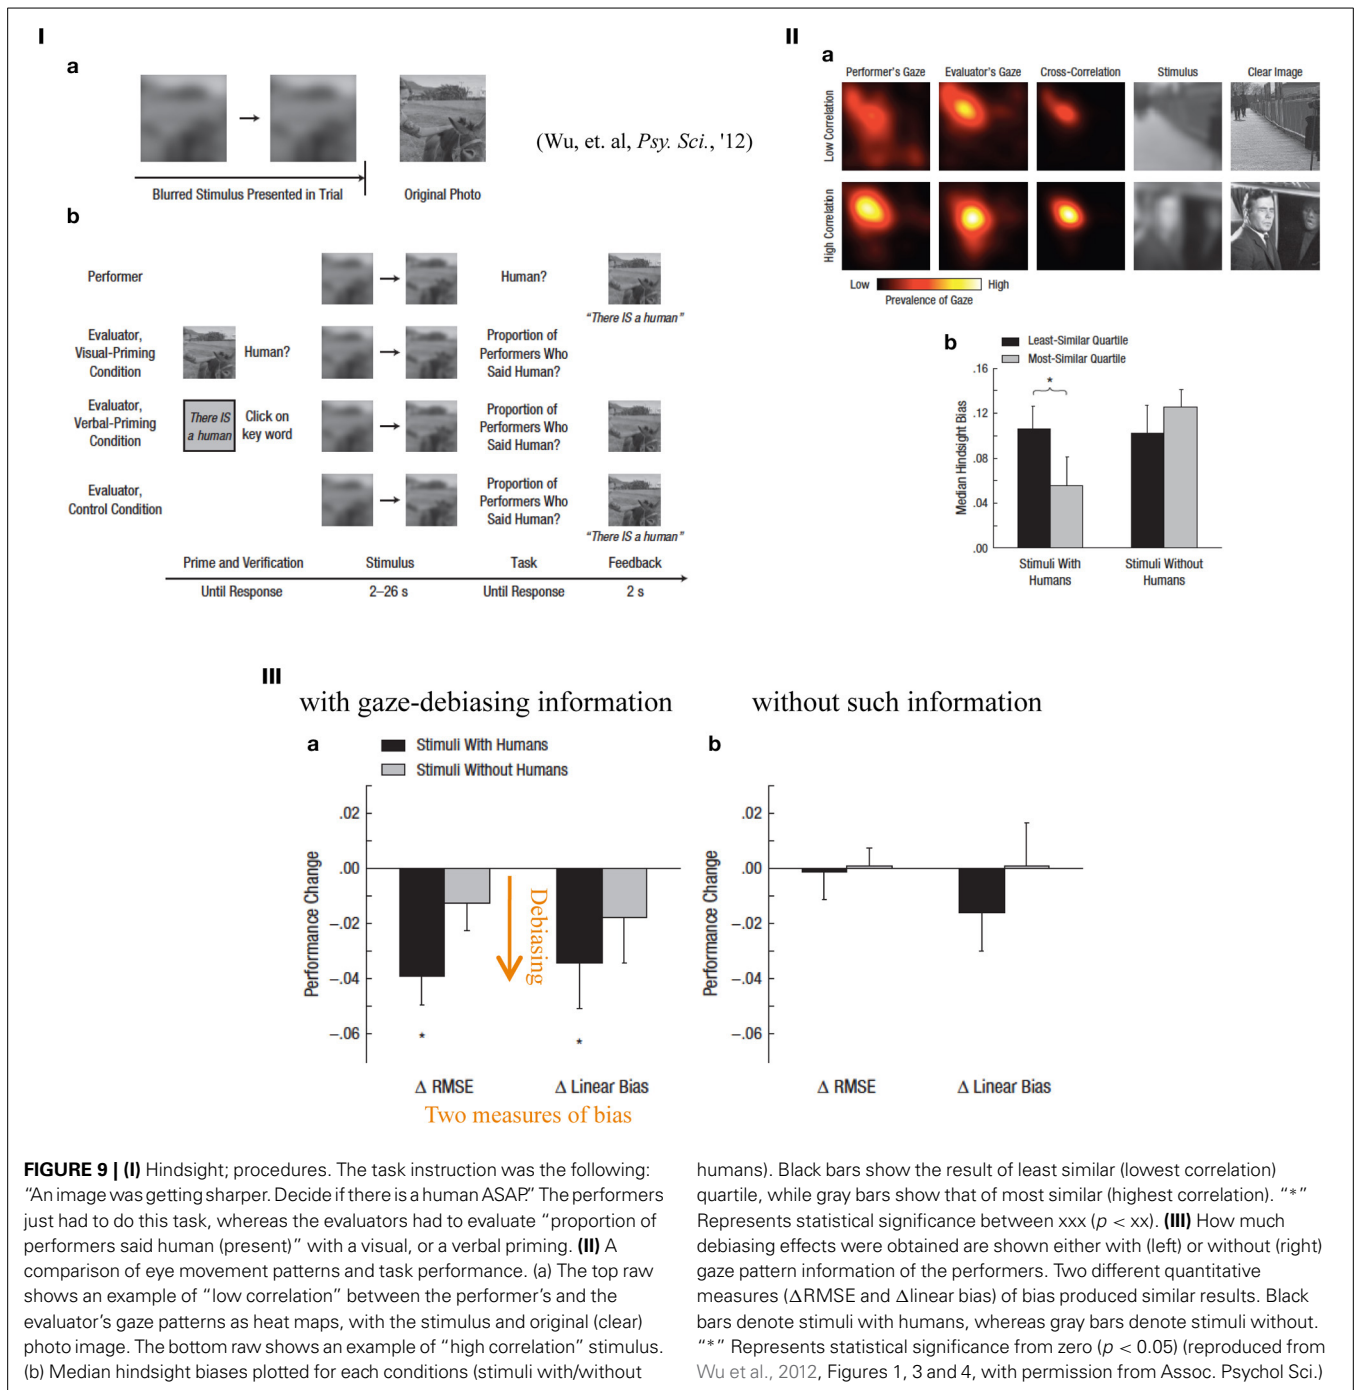 I
a
Blurred Stimulus Presented in Trial
Original Photo
(Wu, et. al, Psy. Sci., '12)
b
Performer
Human?
"There IS a human"
Evaluator,
Visual-Priming
Condition
Human?
Proportion of
Performers Who
Said Human?
Evaluator,
Verbal-Priming
Condition
There IS
a human
Click on
key word
Proportion of
Performers Who
Said Human?
Evaluator,
Control Condition
Proportion of
Performers Who
Said Human?
"There IS a human"
Prime and Verification
Stimulus
Task
Feedback
Until Response
2–26 s
Until Response
2 s
II
a
Performer's Gaze
Evaluator's Gaze
Cross-Correlation
Stimulus
Clear Image
Low Correlation
High Correlation
Low
High
Prevalence of Gaze
b
Least-Similar Quartile
Most-Similar Quartile
Median Hindsight Bias
.16
.12
.08
.04
.00
*
Stimuli With
Humans
Stimuli Without
Humans
III
with gaze-debiasing information
without such information
a
Stimuli With Humans
Stimuli Without Humans
Performance Change
.02
.00
–.02
–.04
–.06
Debiasing
*
*
Δ RMSE
Δ Linear Bias
Two measures of bias
b
Performance Change
.02
.00
–.02
–.04
–.06
Δ RMSE
Δ Linear Bias
FIGURE 9 | (I) Hindsight; procedures. The task instruction was the following:
"An image was getting sharper. Decide if there is a human ASAP." The performers
just had to do this task, whereas the evaluators had to evaluate "proportion of
performers said human (present)" with a visual, or a verbal priming. (II) A
comparison of eye movement patterns and task performance. (a) The top raw
shows an example of "low correlation" between the performer's and the
evaluator's gaze patterns as heat maps, with the stimulus and original (clear)
photo image. The bottom raw shows an example of "high correlation" stimulus.
(b) Median hindsight biases plotted for each conditions (stimuli with/without
humans). Black bars show the result of least similar (lowest correlation)
quartile, while gray bars show that of most similar (highest correlation). "*"
Represents statistical significance between xxx (p < xx). (III) How much
debiasing effects were obtained are shown either with (left) or without (right)
gaze pattern information of the performers. Two different quantitative
measures (ΔRMSE and Δlinear bias) of bias produced similar results. Black
bars denote stimuli with humans, whereas gray bars denote stimuli without.
"*" Represents statistical significance from zero (p < 0.05) (reproduced from
Wu et al., 2012, Figures 1, 3 and 4, with permission from Assoc. Psychol Sci.)